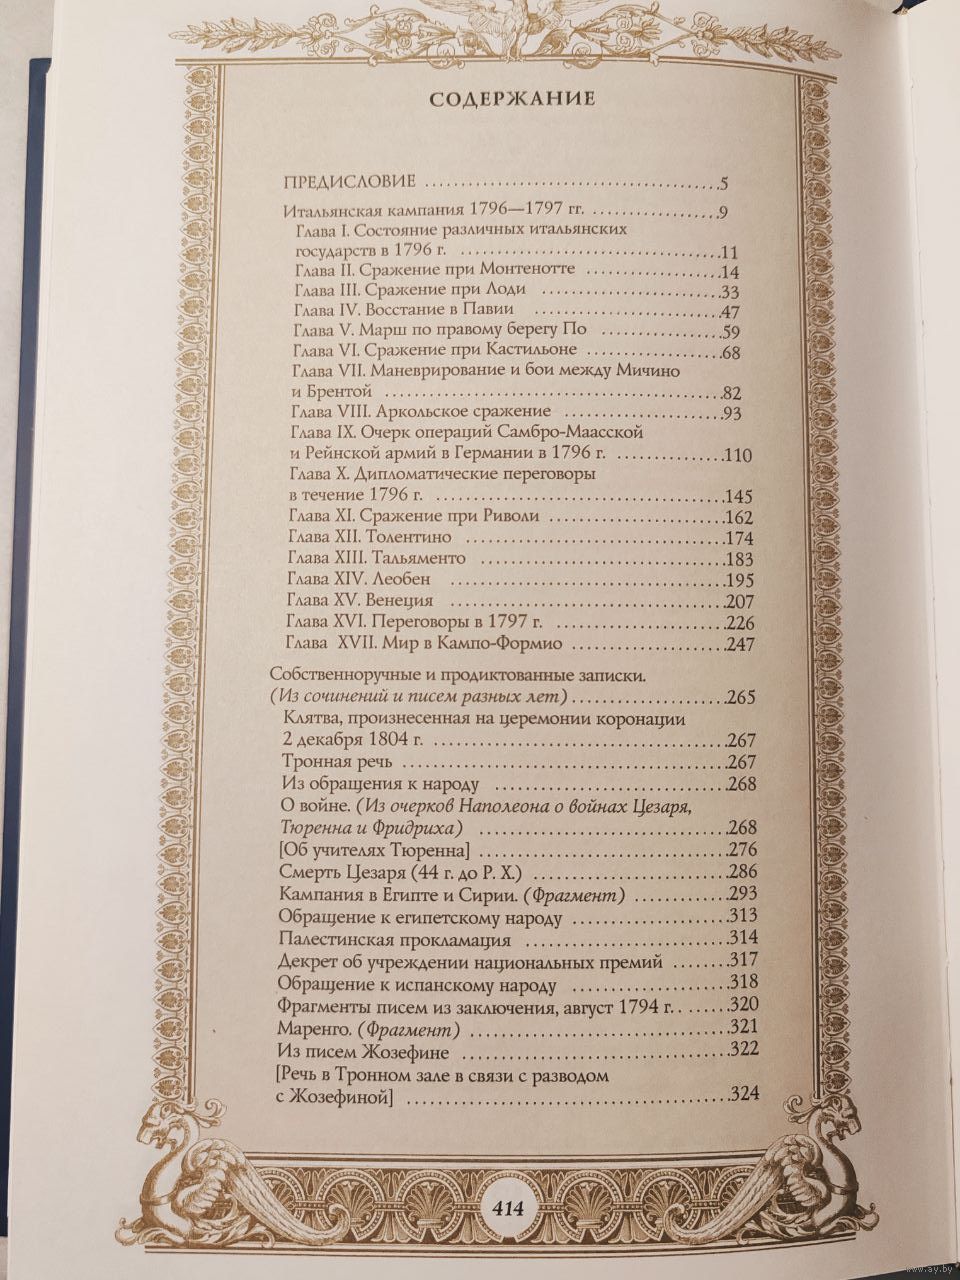 СОДЕРЖАНИЕ
ПРЕДИСЛОВИЕ ........................................5
Итальянская кампания 1796—1797 гг. ..................9
Глава I. Состояние различных итальянских
государств в 1796 г. ...................................11
Глава II. Сражение при Монтенотте ..................14
Глава III. Сражение при Лоди ........................33
Глава IV. Восстание в Павии .........................47
Глава V. Марш по правому берегу По ................59
Глава VI. Сражение при Кастильоне ..................68
Глава VII. Маневрирование и бои между Мичино
и Брентой .............................................82
Глава VIII. Аркольское сражение .....................93
Глава IX. Очерк операций Самбро-Маасской
и Рейнской армий в Германии в 1796 г. ..............110
Глава X. Дипломатические переговоры
в течение 1796 г. ......................................145
Глава XI. Сражение при Риволи .......................162
Глава XII. Толентино ..................................174
Глава XIII. Тальяменто ................................183
Глава XIV. Леобен .....................................195
Глава XV. Венеция .....................................207
Глава XVI. Переговоры в 1797 г. .......................226
Глава XVII. Мир в Кампо-Формио .....................247
Собственноручные и продиктованные записки.
(Из сочинений и писем разных лет) .....................265
Клятва, произнесенная на церемонии коронации
2 декабря 1804 г. .......................................267
Тронная речь ...........................................267
Из обращения к народу .................................268
О войне. (Из очерков Наполеона о войнах Цезаря,
Тюренна и Фридриха) ..................................268
[Об учителях Тюренна] ..................................276
Смерть Цезаря (44 г. до Р. Х.) ..........................286
Кампания в Египте и Сирии. (Фрагмент) .............293
Обращение к египетскому народу ......................313
Палестинская прокламация ............................314
Декрет об учреждении национальных премий ........317
Обращение к испанскому народу ......................318
Фрагменты писем из заключения, август 1794 г. ........320
Маренго. (Фрагмент) ...................................321
Из писем Жозефине .....................................322
[Речь в Тронном зале в связи с разводом
с Жозефиной] ..........................................324
414
www.ay.by